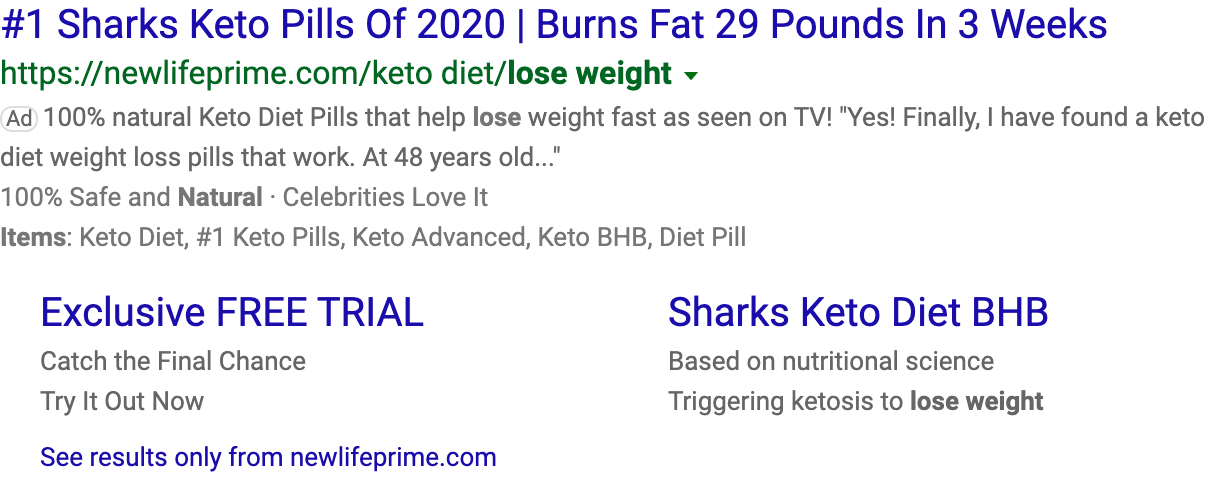 #1 Sharks Keto Pills Of 2020 | Burns Fat 29 Pounds In 3 Weeks
https://newlifeprime.com/keto diet/lose weight
Ad 100% natural Keto Diet Pills that help lose weight fast as seen on TV! "Yes! Finally, I have found a keto
diet weight loss pills that work. At 48 years old..."
100% Safe and Natural · Celebrities Love It
Items: Keto Diet, #1 Keto Pills, Keto Advanced, Keto BHB, Diet Pill
Exclusive FREE TRIAL
Catch the Final Chance
Try It Out Now
Sharks Keto Diet BHB
Based on nutritional science
Triggering ketosis to lose weight
See results only from newlifeprime.com